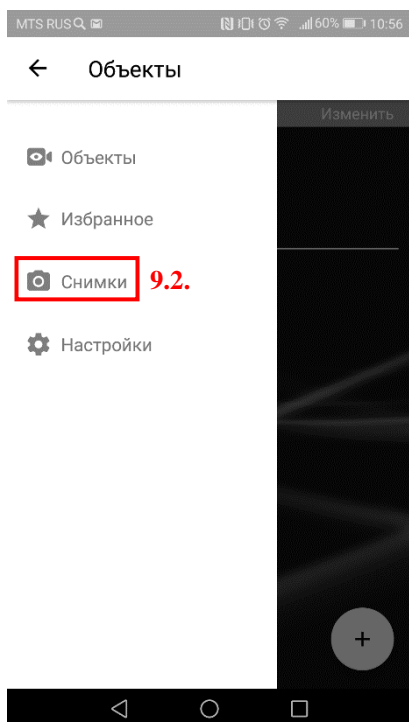 MTS RUS 60% 10:56
Объекты
Изменить
Объекты
Избранное
Снимки 9.2.
Настройки
+